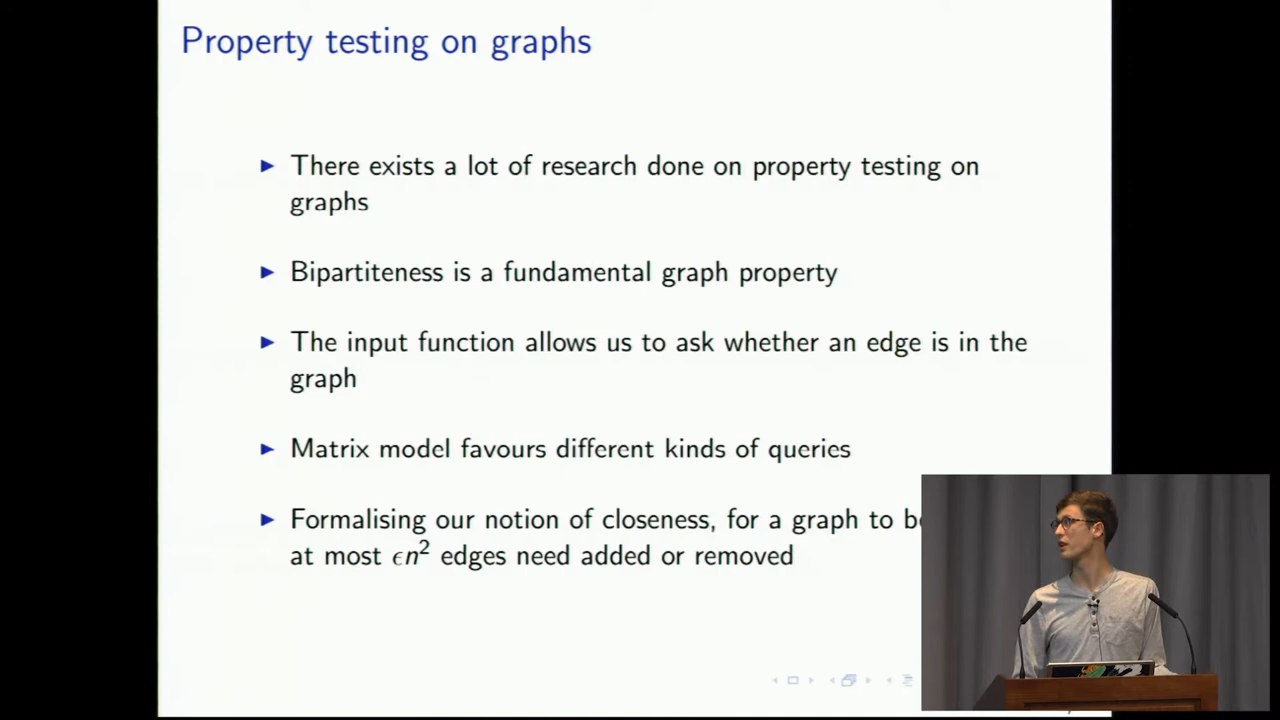 Property testing on graphs
There exists a lot of research done on property testing on
graphs
Bipartiteness is a fundamental graph property
The input function allows us to ask whether an edge is in the
graph
Matrix model favours different kinds of queries
Formalising our notion of closeness, for a graph to
at most ϵn² edges need added or removed